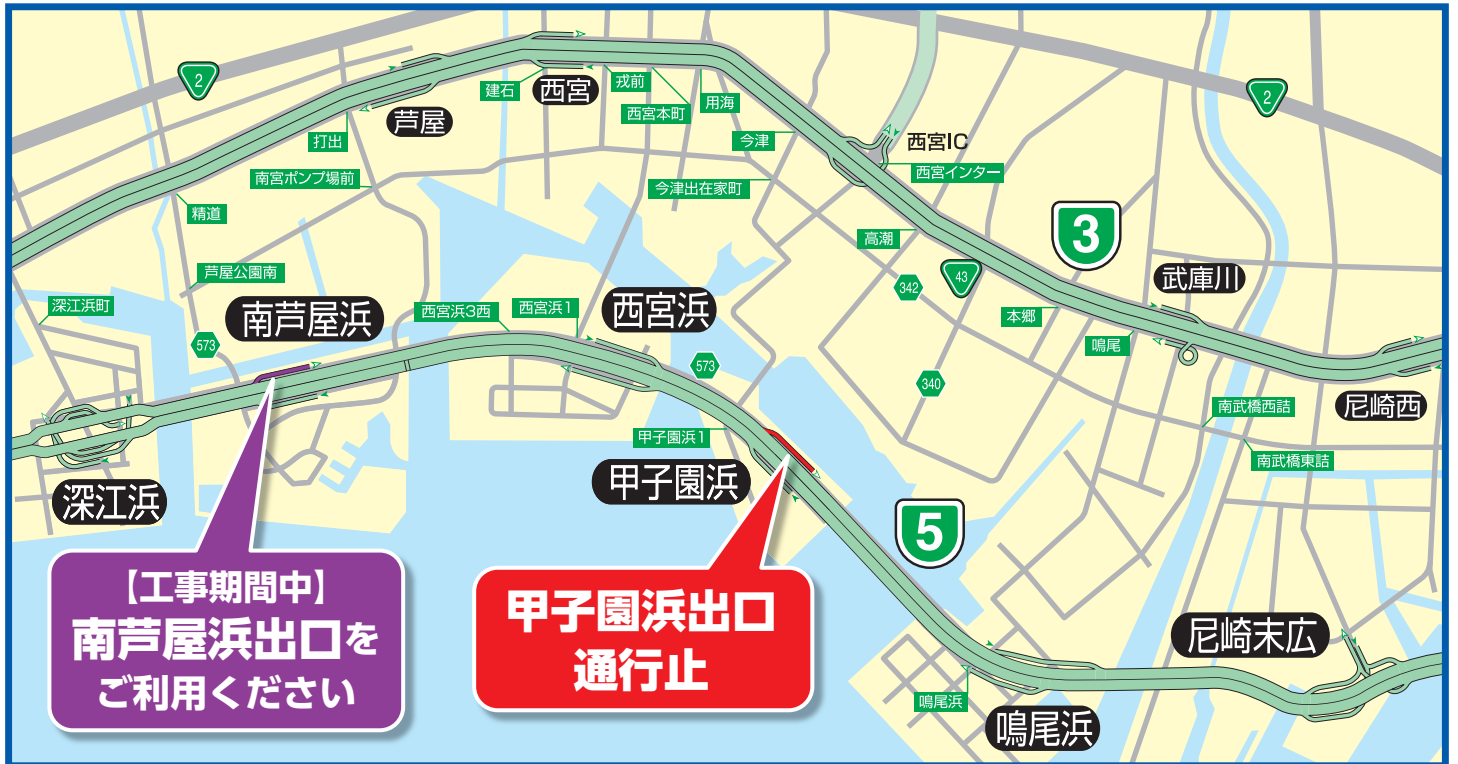 2
建石
西宮
戎前
西宮本町
用海
2
芦屋
打出
今津
西宮IC
西宮インター
南宮ポンプ場前
今津出在家町
精道
3
高潮
芦屋公園南
43
武庫川
342
深江浜町
南芦屋浜
西宮浜3西
西宮浜1
西宮浜
本郷
573
鳴尾
573
340
尼崎西
南武橋西詰
甲子園浜1
南武橋東詰
深江浜
甲子園浜
5
【工事期間中】
南芦屋浜出口を
ご利用ください
甲子園浜出口
通行止
尼崎末広
鳴尾浜
鳴尾浜